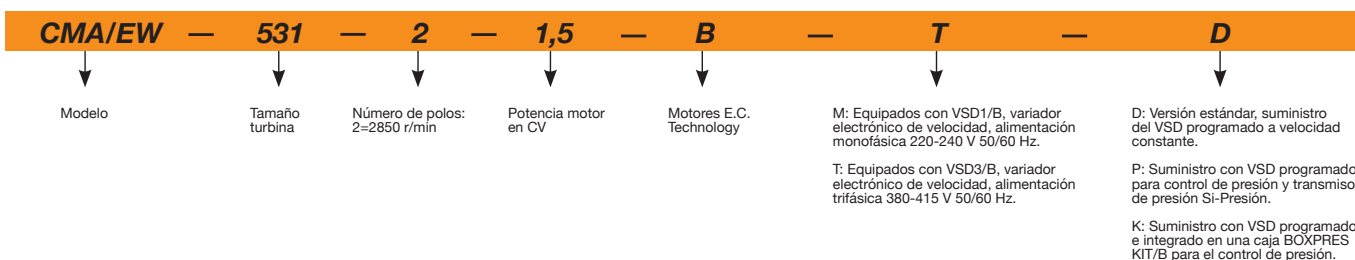 CMA/EW — 531 — 2 — 1,5 — B — T — D
Modelo
Tamaño
turbina
Número de polos:
2=2850 r/min
Potencia motor
en CV
Motores E.C.
Technology
M: Equipados con VSD1/B, variador
electrónico de velocidad, alimentación
monofásica 220-240 V 50/60 Hz.
T: Equipados con VSD3/B, variador
electrónico de velocidad, alimentación
trifásica 380-415 V 50/60 Hz.
D: Versión estándar, suministro
del VSD programado a velocidad
constante.
P: Suministro con VSD programado
para control de presión y transmiso
de presión Si-Presión.
K: Suministro con VSD programado
e integrado en una caja BOXPRES
KIT/B para el control de presión.